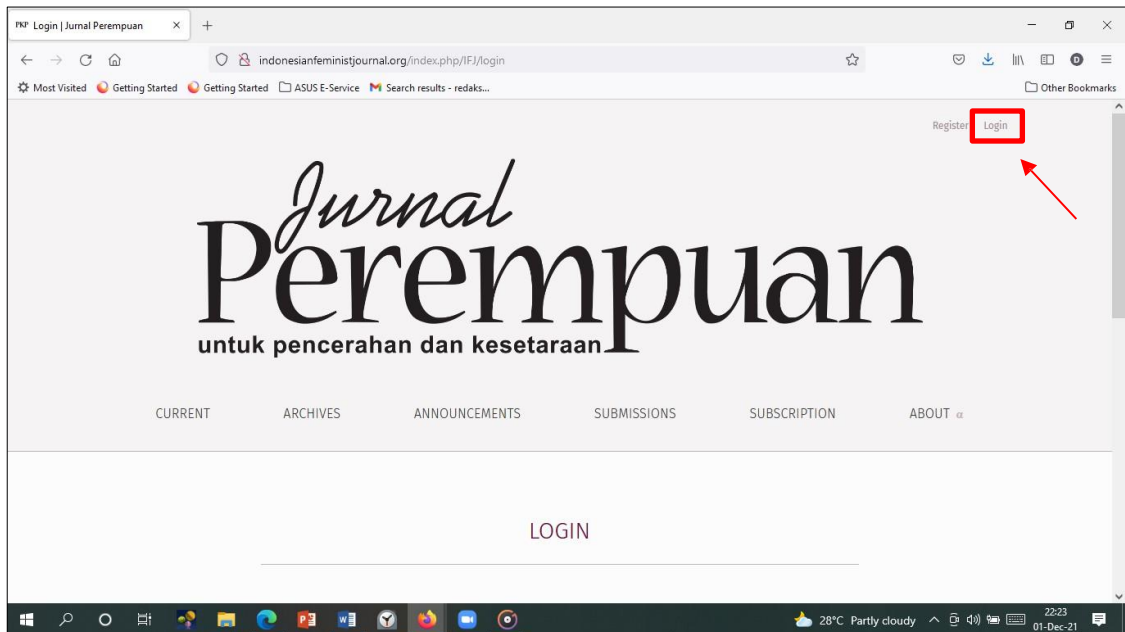 PKP Login | Jurnal Perempuan
indonesianfeministjournal.org/index.php/IFJ/login
Most Visited Getting Started Getting Started ASUS E-Service Search results - redaks... Other Bookmarks
Register Login
Jurnal
Perempuan
untuk pencerahan dan kesetaraan
CURRENT ARCHIVES ANNOUNCEMENTS SUBMISSIONS SUBSCRIPTION ABOUT α
LOGIN
28°C Partly cloudy 22:23
01-Dec-21